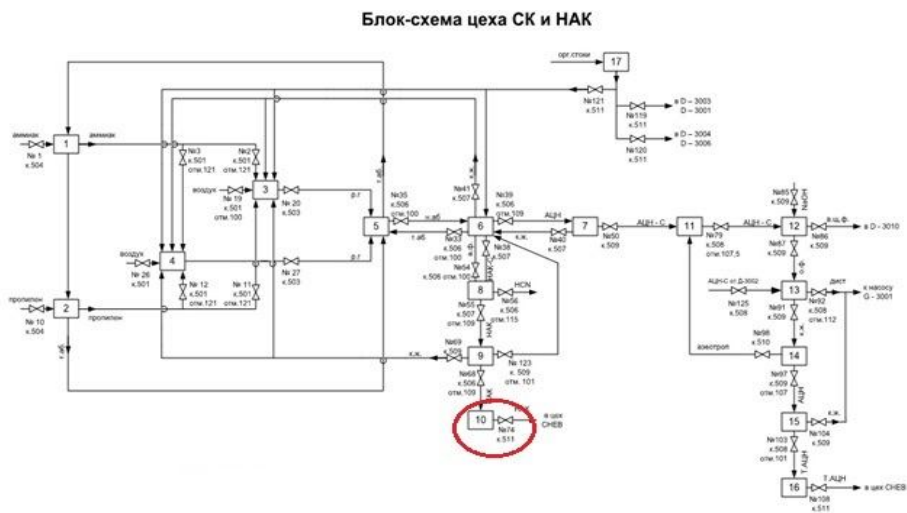 Блок-схема цеха СК и НАК
орг.стоки
17
№121
к.511
№119
к.511
в D – 3003
D – 3001
№120
к.511
в D – 3004
D – 3006
аммиак
№ 1
к.504
1
аммиак
№3
к.501
отм.121
№2
к.501
отм.121
воздух
№ 19
к.501
отм.100
3
№ 20
к.503
р.г
воздух
№ 26
к.501
4
№ 27
к.503
р.г
№ 12
к.501
отм.121
№ 11
к.501
отм.121
пропилен
№ 10
к.504
2
пропилен
т.аб.
т.аб.
5
№35
к.506
отм.100
н.аб
т.аб
№33
к.506
отм.100
№41
к.507
к.ж.
№39
к.506
отм.109
АЦН
6
№38
к.507
НАК-С
в.ф.
№54
к.506 отм.100
№40
к.507
7
№50
к.509
АЦН - С
8
HCN
№56
к.506
отм.115
№55
к.507
отм.109
НАК
9
№69
к.509
к.ж.
№ 123
к. 509
отм. 101
№68
к.506
отм.109
10
№74
к.511
в цех
СНЕВ
11
№79
к.508
отм.107,5
АЦН - С
№85
к.509
NaOH
12
№86
к.509
в.щ.ф.
в D - 3010
№87
к.509
о.ф.
АЦН-С от Д-3002
№125
к.508
13
№92
к.508
отм.112
дист
к насосу
G - 3001
№91
к.509
к.ж.
азеотроп
№98
к.510
14
№97
к.509
отм.107
АЦН
15
№104
к.509
к.ж.
№103
к.508
отм.101
Т.АЦН
16
№108
к.511
Т.АЦН
в цех СНЕВ